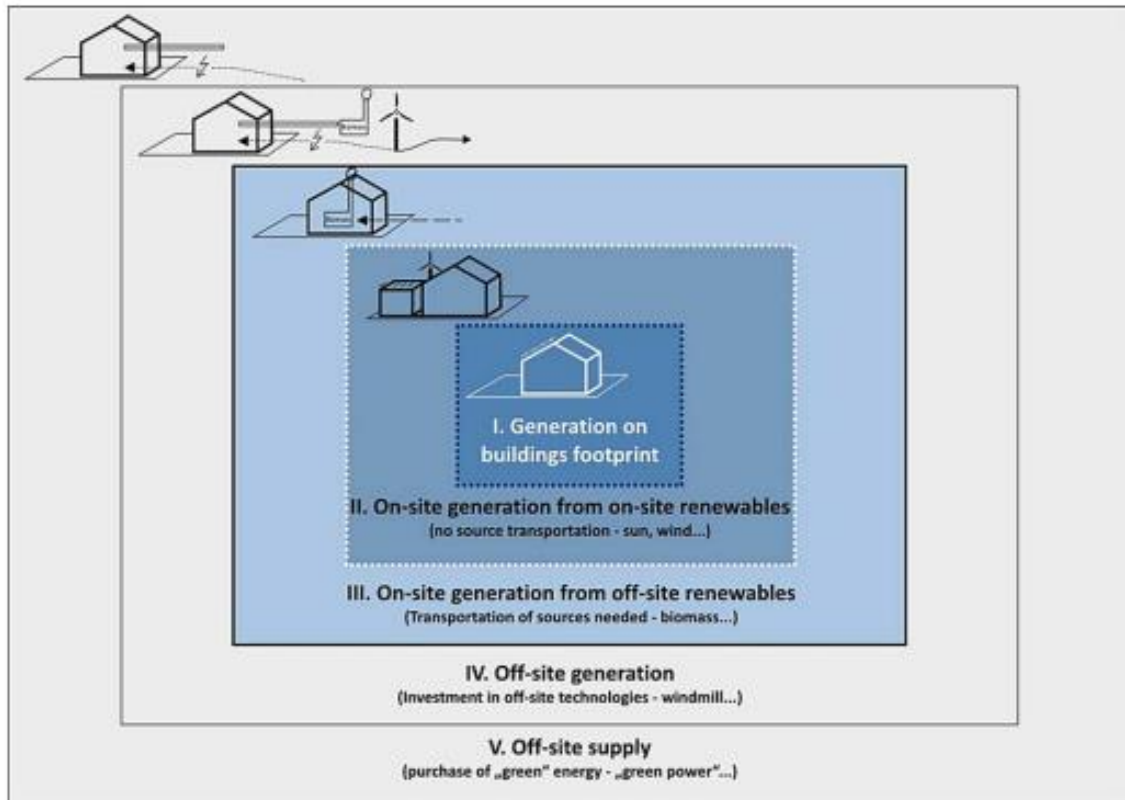 I. Generation on
buildings footprint
II. On-site generation from on-site renewables
(no source transportation - sun, wind...)
III. On-site generation from off-site renewables
(Transportation of sources needed - biomass...)
IV. Off-site generation
(Investment in off-site technologies - windmill...)
V. Off-site supply
(purchase of „green“ energy - „green power“...)